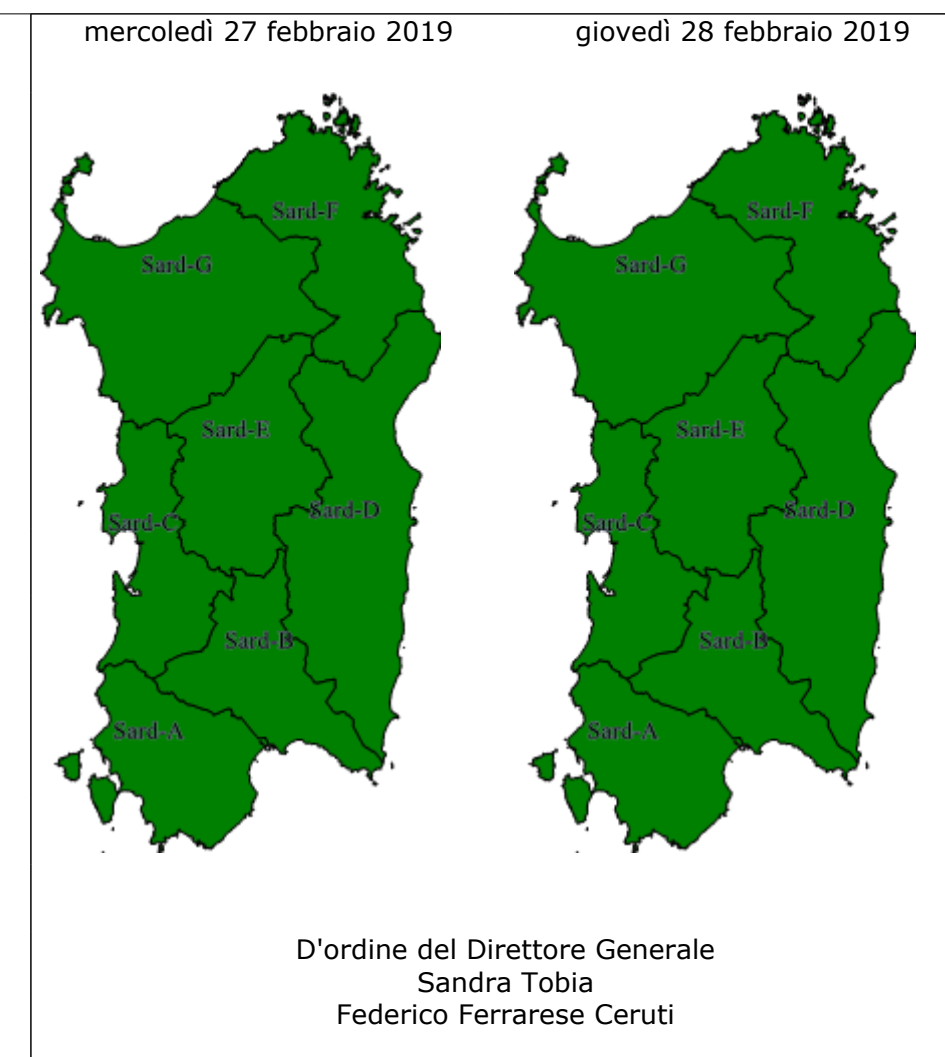 mercoledì 27 febbraio 2019
giovedì 28 febbraio 2019
Sard-F
Sard-G
Sard-E
Sard-D
Sard-C
Sard-B
Sard-A
Sard-F
Sard-G
Sard-E
Sard-D
Sard-C
Sard-B
Sard-A
D'ordine del Direttore Generale
Sandra Tobia
Federico Ferrarese Ceruti